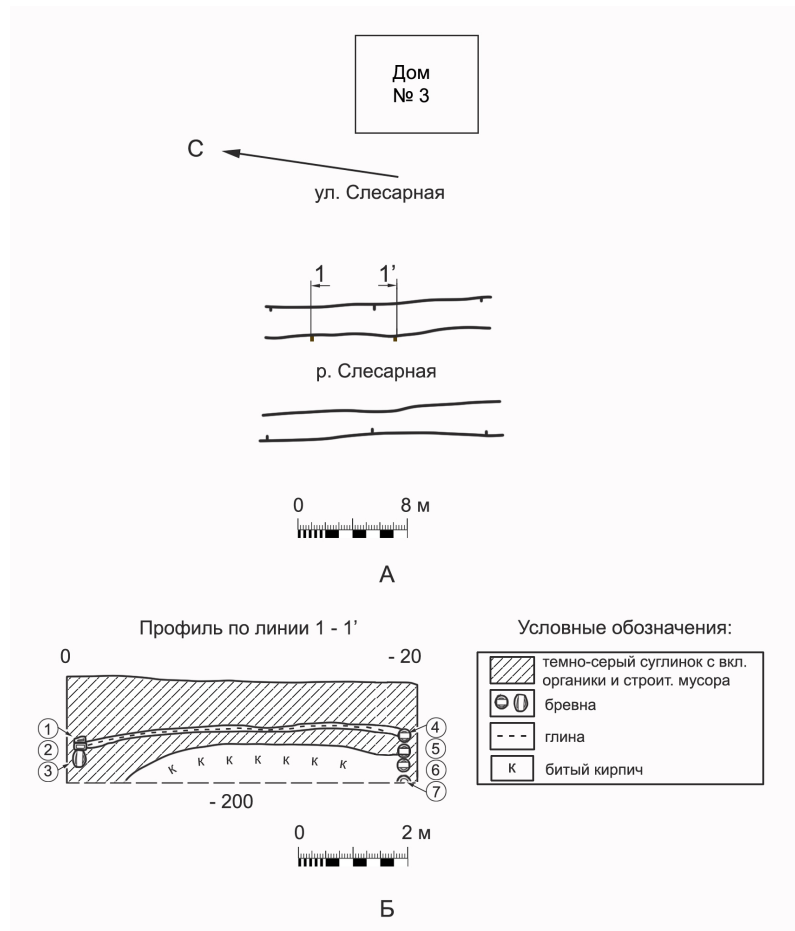 Дом
№ 3
С
ул. Слесарная
1 1’
р. Слесарная
0 8 м
А
Профиль по линии 1 - 1’
0 - 20
1
2
3
4
5
6
7
к к к к к к к
- 200
0 2 м
Б
Условные обозначения:
темно-серый суглинок с вкл.
органики и строит. мусора
бревна
глина
к битый кирпич